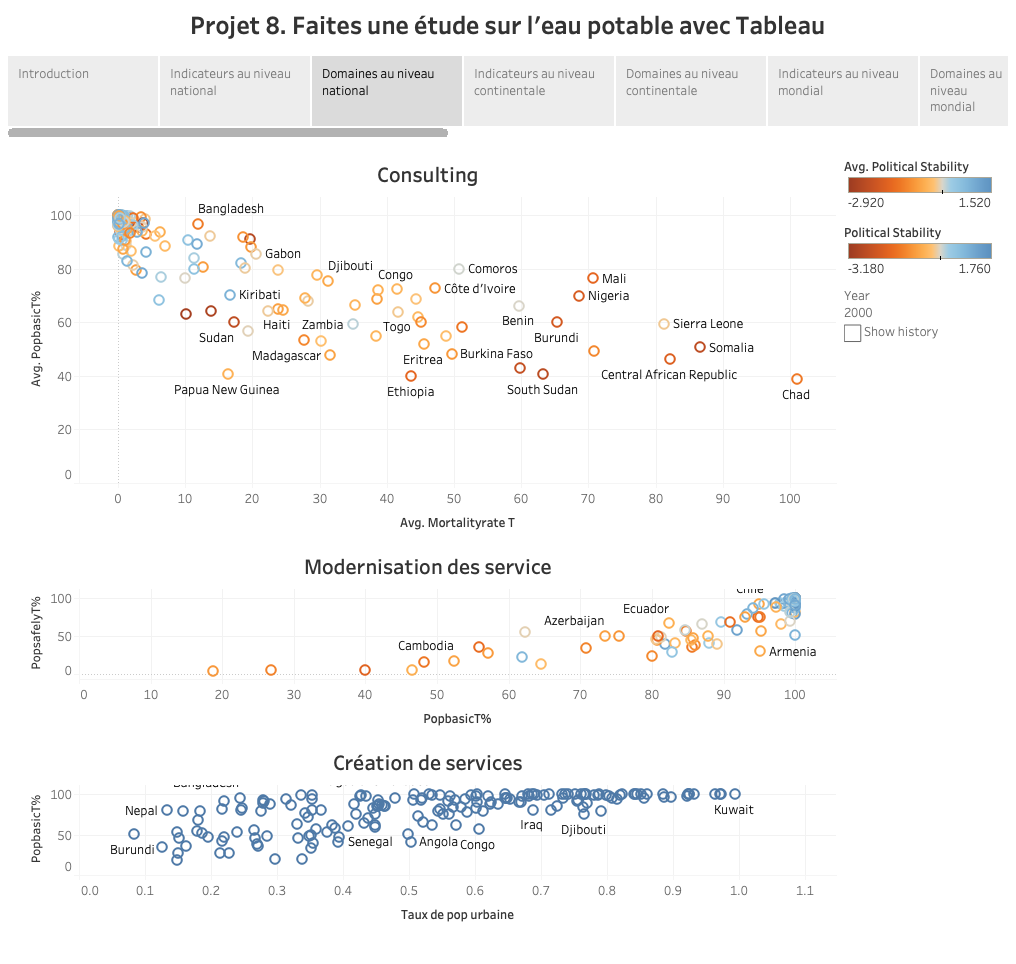 Projet 8. Faites une étude sur l’eau potable avec Tableau
Introduction
Indicateurs au niveau
national
Domaines au niveau
national
Indicateurs au niveau
continentale
Domaines au niveau
continentale
Indicateurs au niveau
mondial
Domaines au
niveau
mondial
Consulting
Avg. PopbasicT%
100
80
60
40
20
0
Bangladesh
Gabon
Djibouti
Congo
Comoros
Côte d’Ivoire
Mali
Nigeria
Kiribati
Haiti
Zambia
Togo
Benin
Burundi
Sierra Leone
Sudan
Madagascar
Eritrea
Burkina Faso
Somalia
Papua New Guinea
Ethiopia
South Sudan
Central African Republic
Chad
0 10 20 30 40 50 60 70 80 90 100
Avg. Mortalityrate T
Avg. Political Stability
-2.920 1.520
Political Stability
-3.180 1.760
Year
2000
Show history
Modernisation des service
PopsafelyT%
100
50
0
Chile
Ecuador
Azerbaijan
Cambodia
Armenia
0 10 20 30 40 50 60 70 80 90 100
PopbasicT%
Création de services
PopbasicT%
100
50
0
Bangladesh
Nepal
Burundi
Senegal
Angola
Congo
Iraq
Djibouti
Kuwait
0.0 0.1 0.2 0.3 0.4 0.5 0.6 0.7 0.8 0.9 1.0 1.1
Taux de pop urbaine